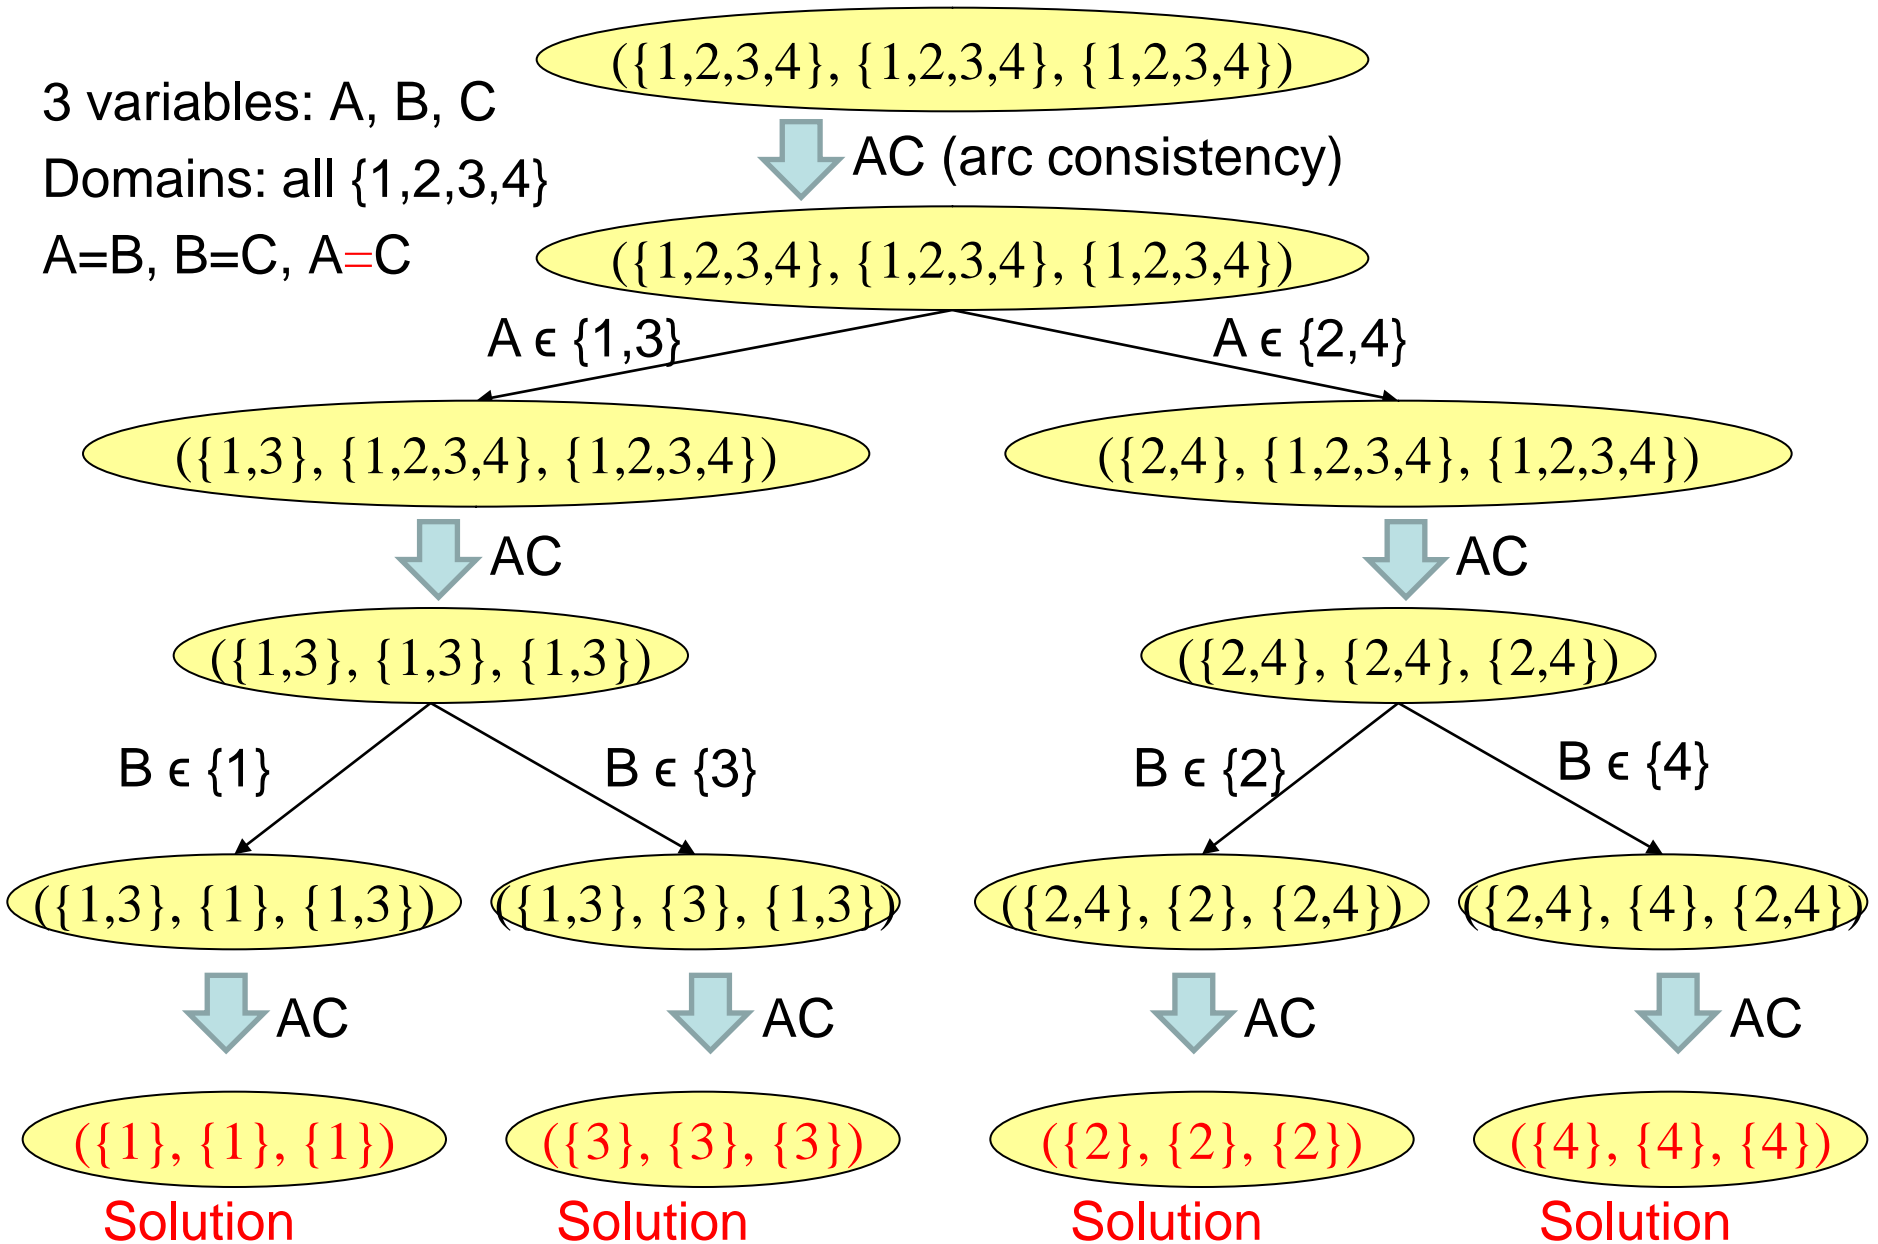 ({1,2,3,4}, {1,2,3,4}, {1,2,3,4})
3 variables: A, B, C
AC (arc consistency)
Domains: all {1,2,3,4}
A=B, B=C, A=C
({1,2,3,4}, {1,2,3,4}, {1,2,3,4})
A ϵ {1,3}
A ϵ {2,4}
({1,3}, {1,2,3,4}, {1,2,3,4})
({2,4}, {1,2,3,4}, {1,2,3,4})
AC
AC
({1,3}, {1,3}, {1,3})
({2,4}, {2,4}, {2,4})
B ϵ {1}
B ϵ {3}
B ϵ {2}
B ϵ {4}
({1,3}, {1}, {1,3})
({1,3}, {3}, {1,3})
({2,4}, {2}, {2,4})
({2,4}, {4}, {2,4})
AC
AC
AC
AC
({1}, {1}, {1})
({3}, {3}, {3})
({2}, {2}, {2})
({4}, {4}, {4})
Solution
Solution
Solution
Solution